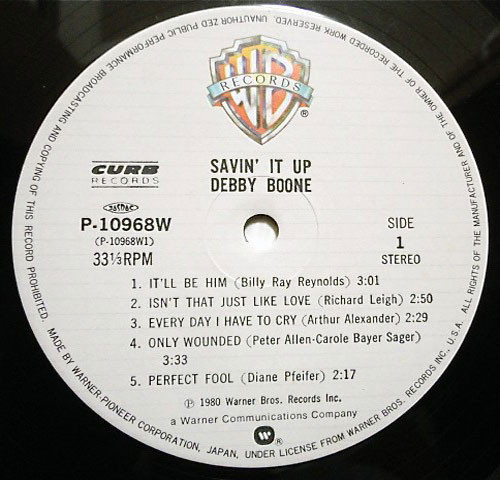 WB
RECORDS
®
SAVIN' IT UP
DEBBY BOONE
CURB
RECORDS
P-10968W
(P-10968W1)
33⅓RPM
SIDE
1
STEREO
1. IT'LL BE HIM (Billy Ray Reynolds) 3:01
2. ISN'T THAT JUST LIKE LOVE (Richard Leigh) 2:50
3. EVERY DAY I HAVE TO CRY (Arthur Alexander) 2:29
4. ONLY WOUNDED (Peter Allen-Carole Bayer Sager)
3:33
5. PERFECT FOOL (Diane Pfeifer) 2:17
Ⓟ 1980 Warner Bros. Records Inc.
a Warner Communications Company
®
MADE BY WARNER-PIONEER CORPORATION, JAPAN, UNDER LICENSE FROM WARNER BROS. RECORDS INC., U.S.A. ALL RIGHTS OF THE MANUFACTURER AND OF THE OWNER OF THE RECORDED WORK RESERVED. UNAUTHORIZED PUBLIC PERFORMANCE BROADCASTING AND COPYING OF THIS RECORD PROHIBITED.